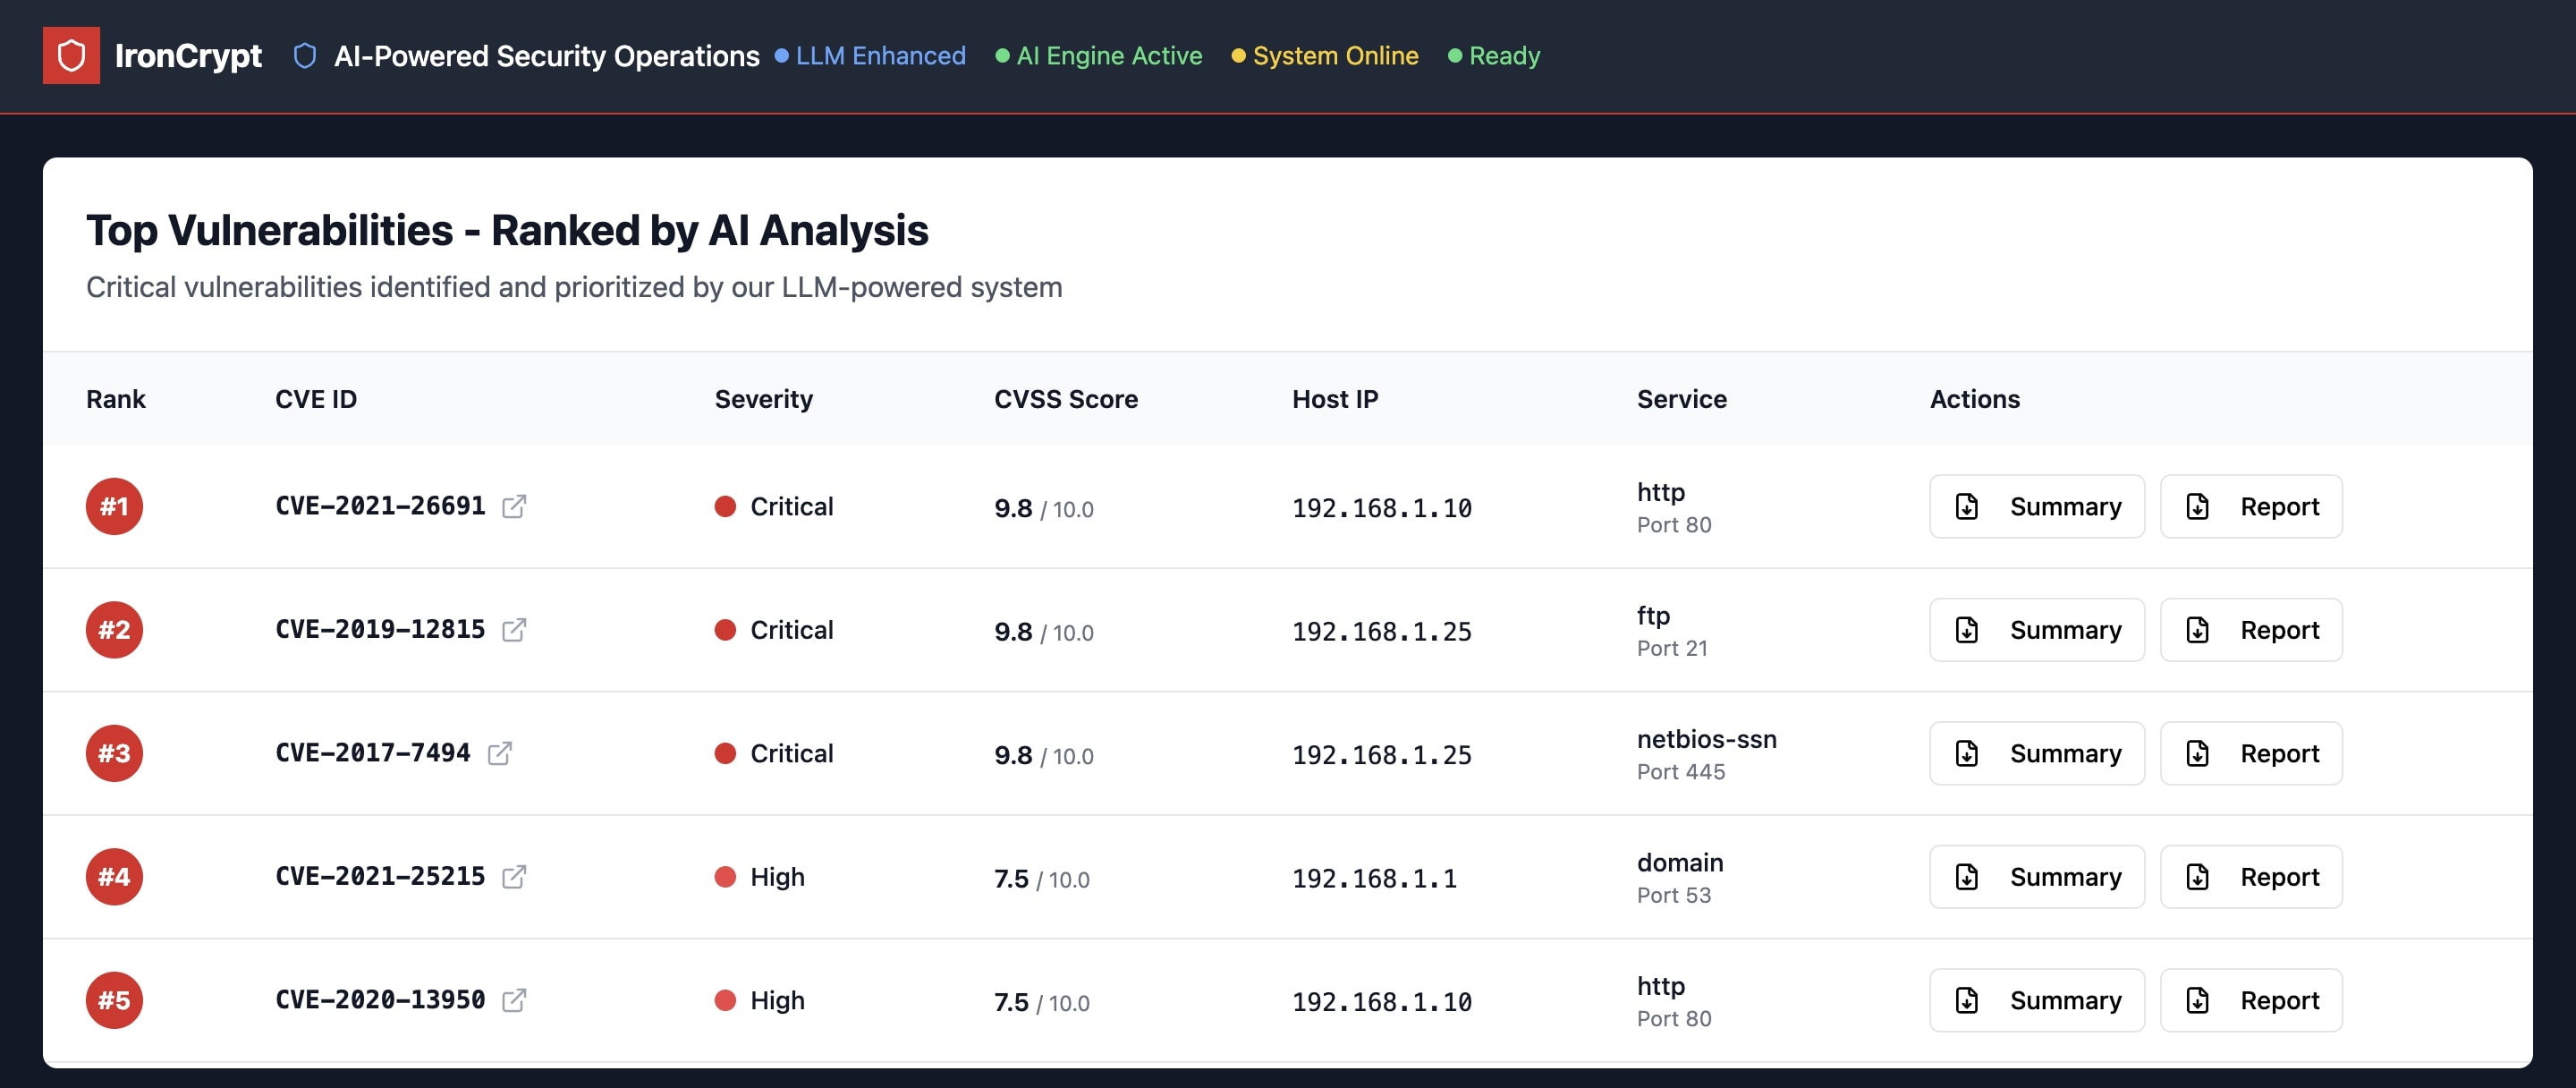 IronCrypt AI-Powered Security Operations LLM Enhanced AI Engine Active System Online Ready
Top Vulnerabilities - Ranked by AI Analysis
Critical vulnerabilities identified and prioritized by our LLM-powered system
Rank CVE ID Severity CVSS Score Host IP Service Actions
#1 CVE-2021-26691 Critical 9.8 / 10.0 192.168.1.10 http Summary Report
Port 80
#2 CVE-2019-12815 Critical 9.8 / 10.0 192.168.1.25 ftp Summary Report
Port 21
#3 CVE-2017-7494 Critical 9.8 / 10.0 192.168.1.25 netbios-ssn Summary Report
Port 445
#4 CVE-2021-25215 High 7.5 / 10.0 192.168.1.1 domain Summary Report
Port 53
#5 CVE-2020-13950 High 7.5 / 10.0 192.168.1.10 http Summary Report
Port 80